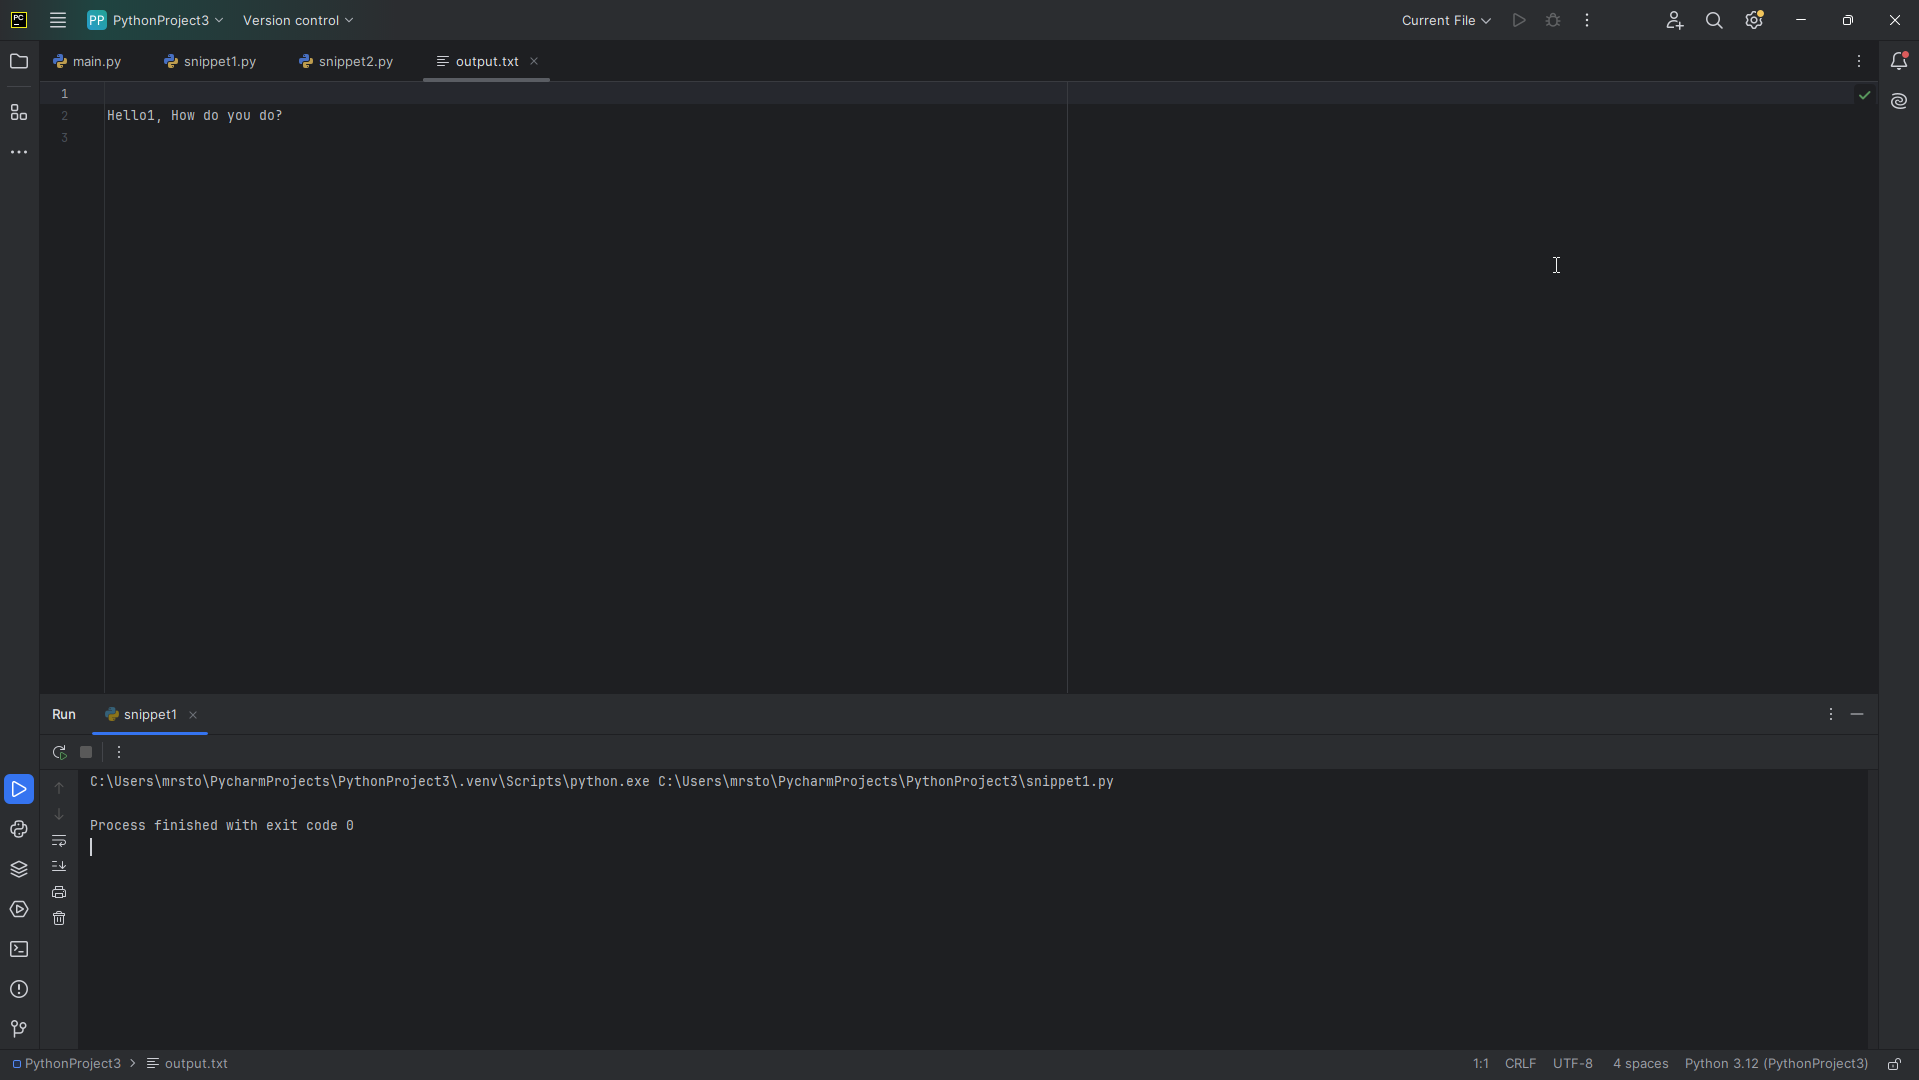 PC
PP PythonProject3 Version control Current File
main.py snippet1.py snippet2.py output.txt
1
2 Hello1, How do you do?
3
Run snippet1
C:\Users\mrsto\PycharmProjects\PythonProject3\.venv\Scripts\python.exe C:\Users\mrsto\PycharmProjects\PythonProject3\snippet1.py
Process finished with exit code 0
PythonProject3 > output.txt 1:1 CRLF UTF-8 4 spaces Python 3.12 (PythonProject3)